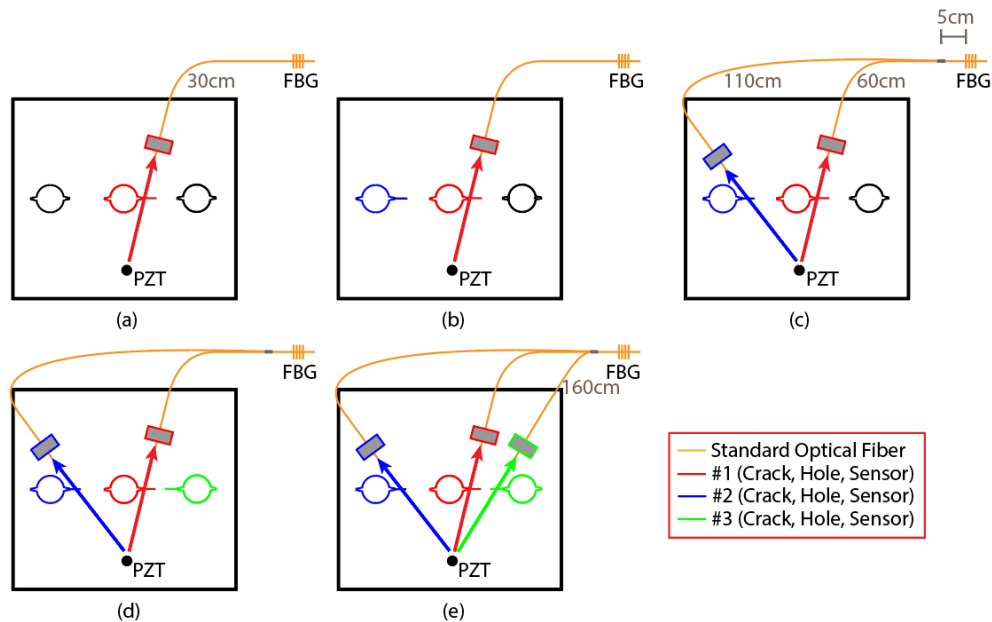 5cm
30cm
FBG
FBG
110cm
60cm
FBG
PZT
PZT
PZT
(a)
(b)
(c)
FBG
FBG
160cm
PZT
PZT
(d)
(e)
Standard Optical Fiber
#1 (Crack, Hole, Sensor)
#2 (Crack, Hole, Sensor)
#3 (Crack, Hole, Sensor)